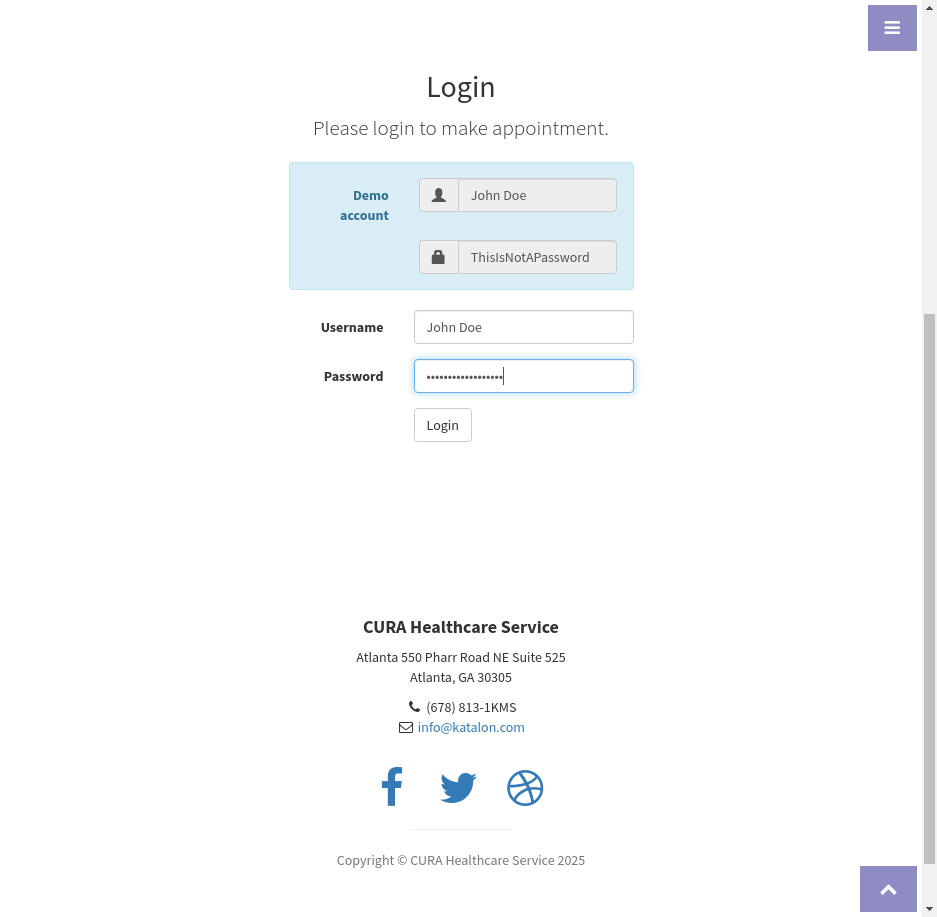 Login
Please login to make appointment.
Demo
account
John Doe
ThisIsNotAPassword
Username
John Doe
Password
••••••••••••••••••
Login
CURA Healthcare Service
Atlanta 550 Pharr Road NE Suite 525
Atlanta, GA 30305
(678) 813-1KMS
info@katalon.com
Copyright © CURA Healthcare Service 2025